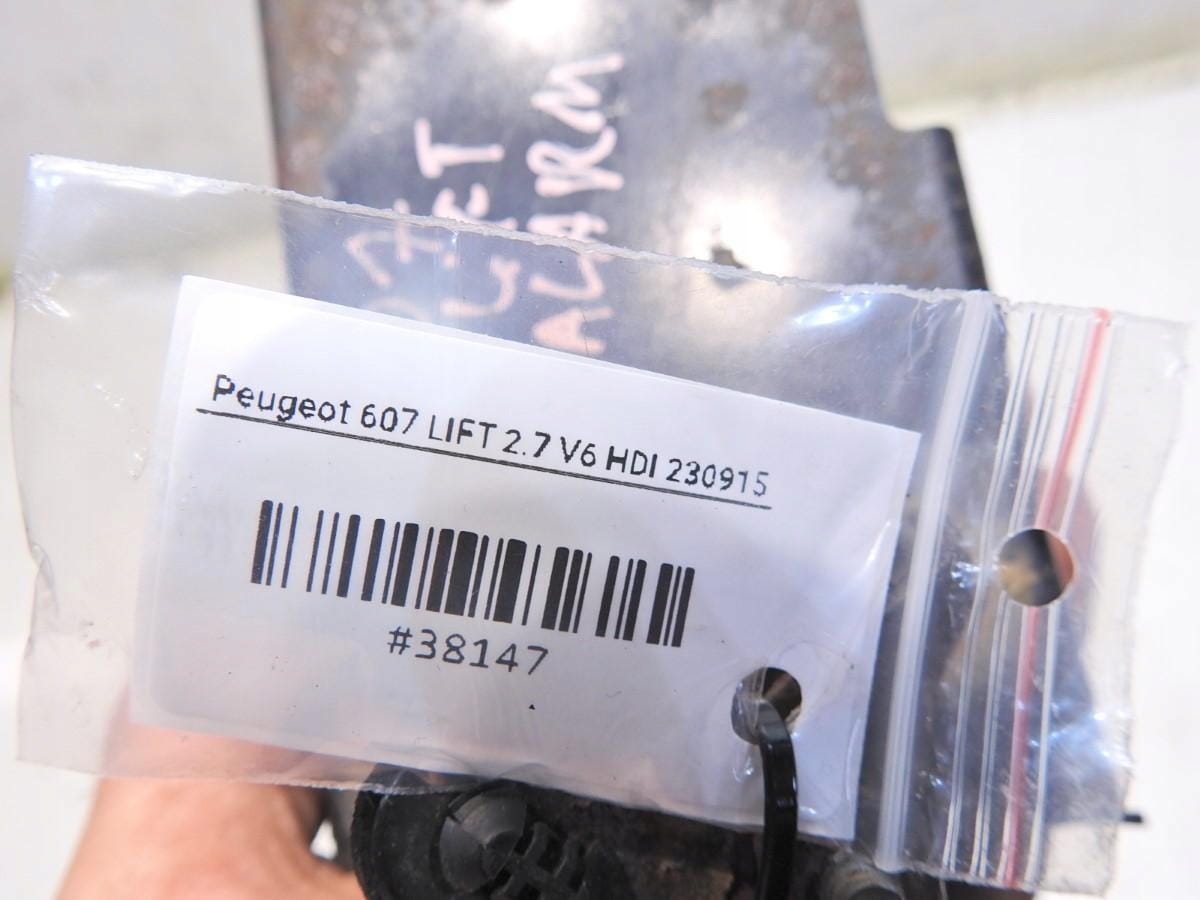 ALARM
Peugeot 607 LIFT 2.7 V6 HDI 230915
#38147